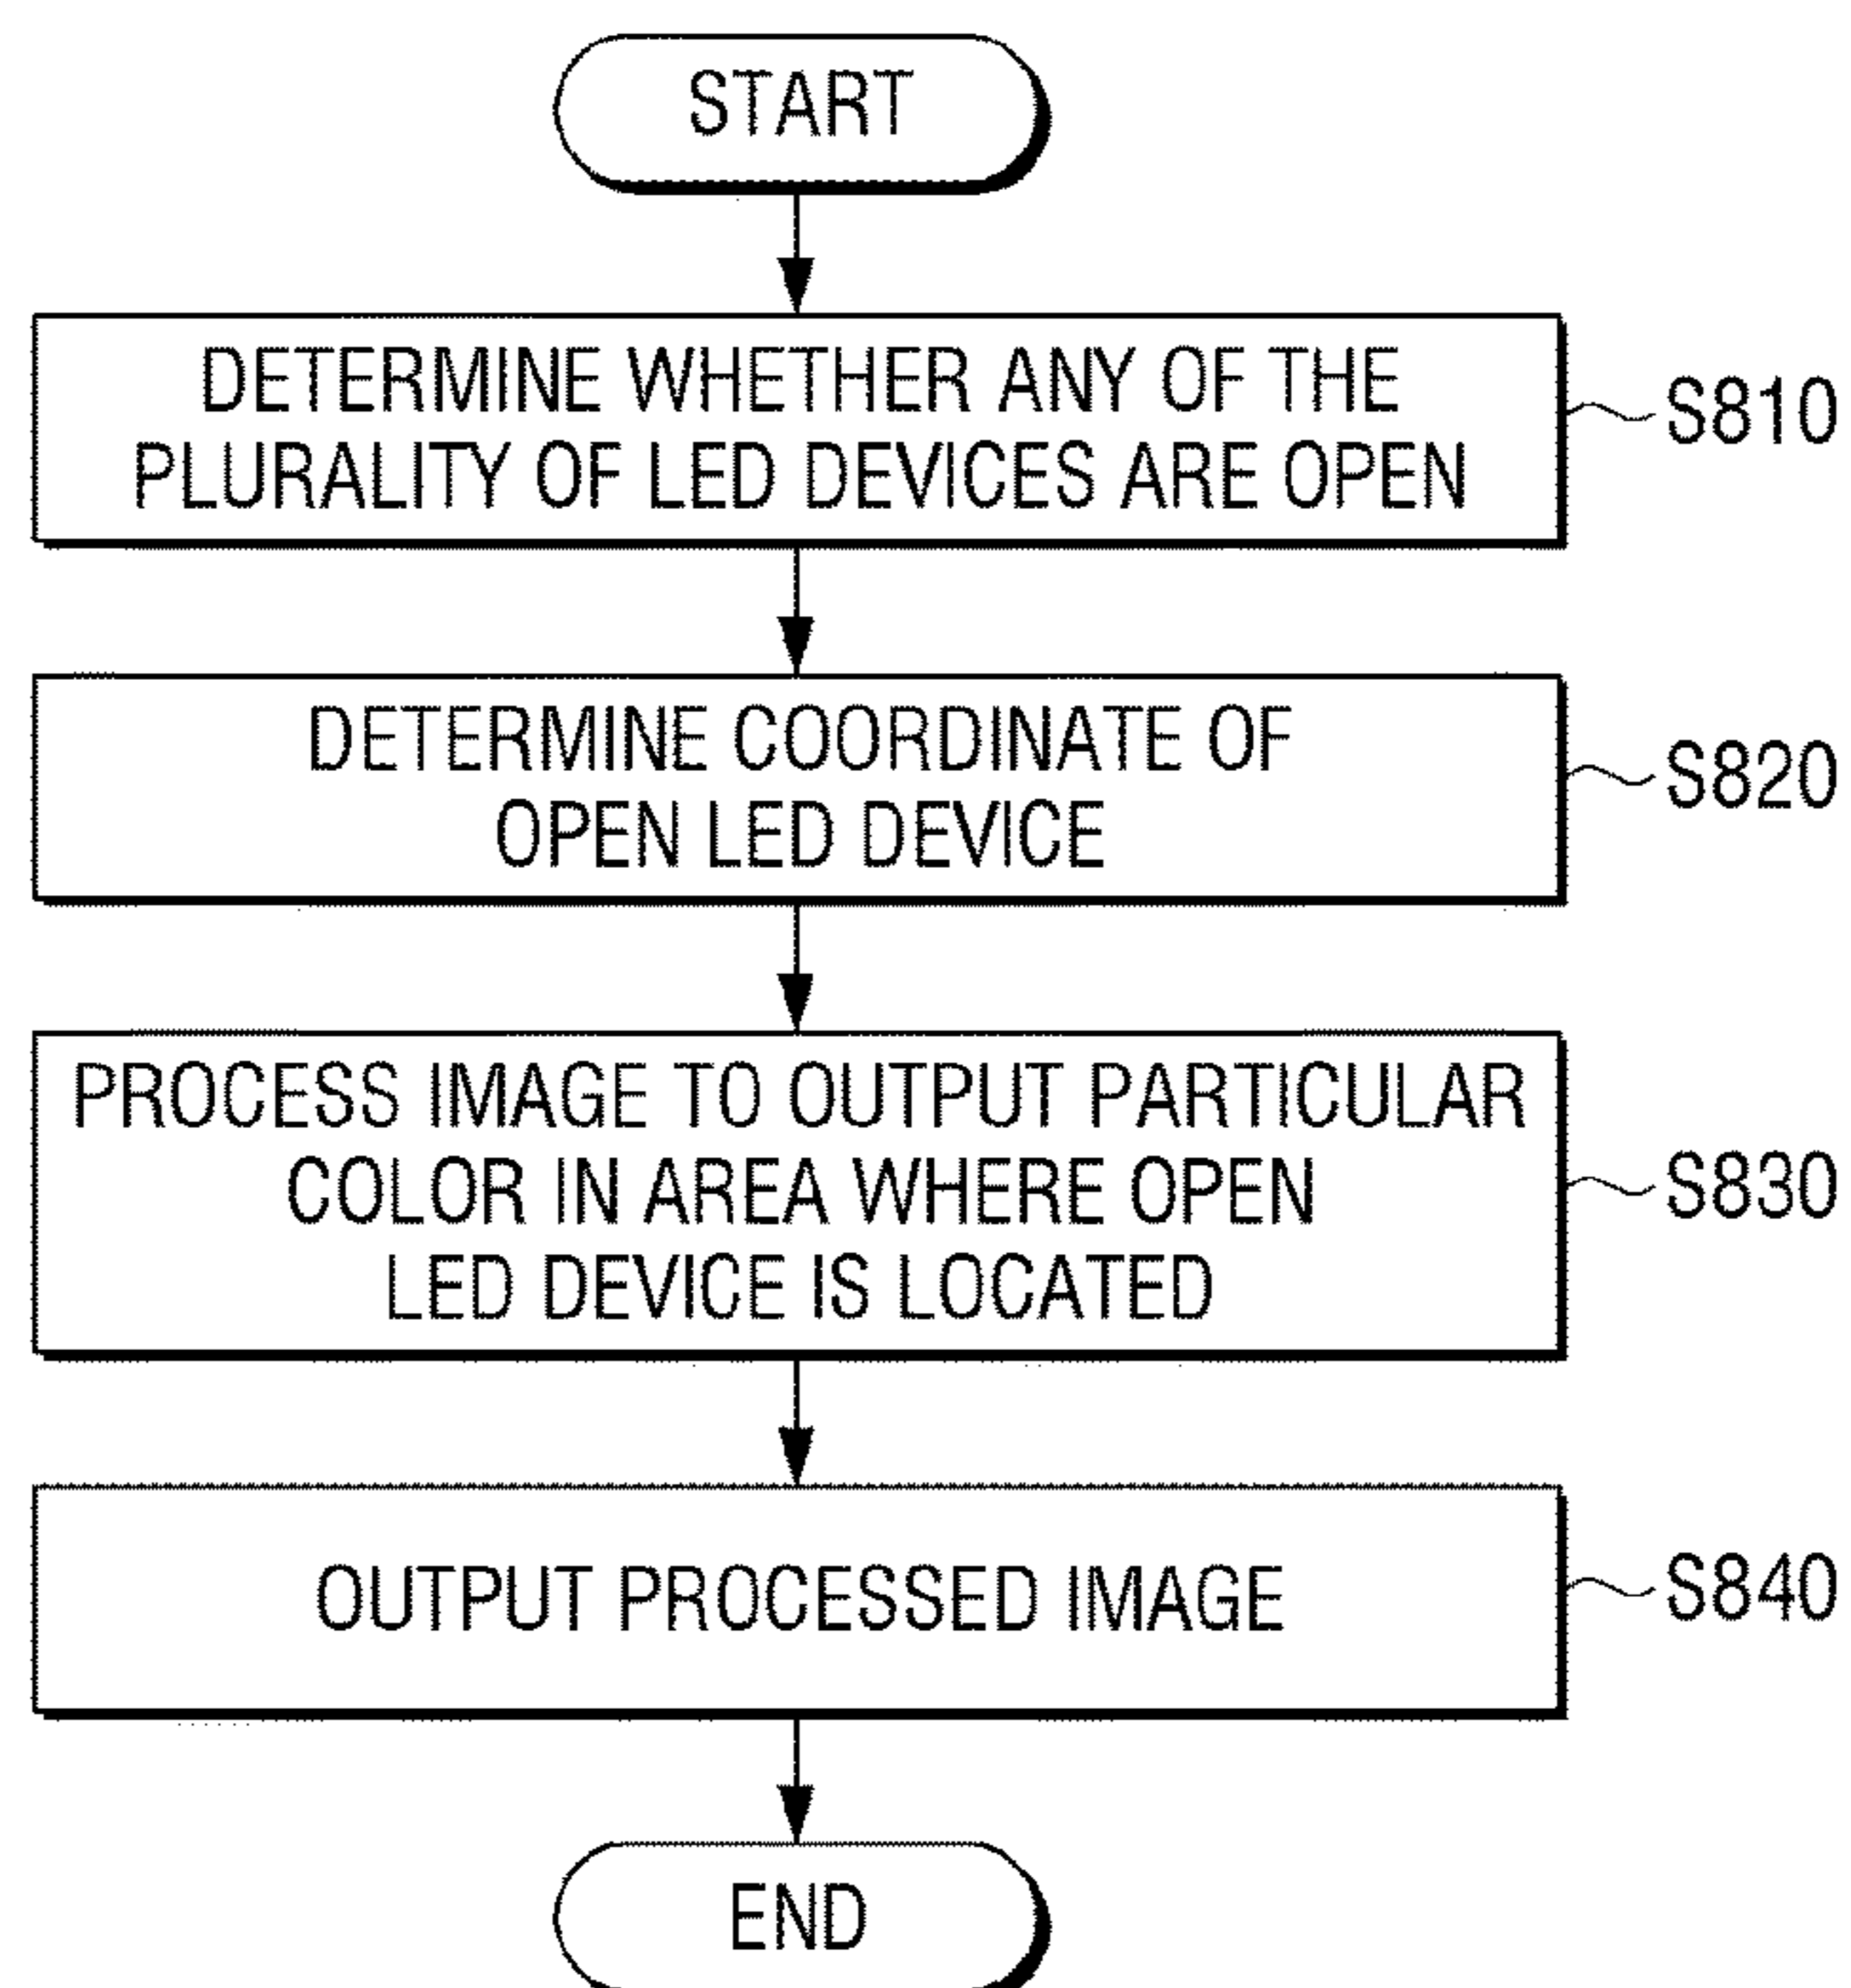 START
DETERMINE WHETHER ANY OF THE
PLURALITY OF LED DEVICES ARE OPEN
S810
DETERMINE COORDINATE OF
OPEN LED DEVICE
S820
PROCESS IMAGE TO OUTPUT PARTICULAR
COLOR IN AREA WHERE OPEN
LED DEVICE IS LOCATED
S830
OUTPUT PROCESSED IMAGE
S840
END